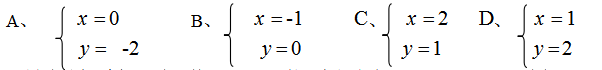 A、 { x = 0 B、 { x = -1 C、 { x = 2 D、 { x = 1
y = -2 y = 0 y = 1 y = 2